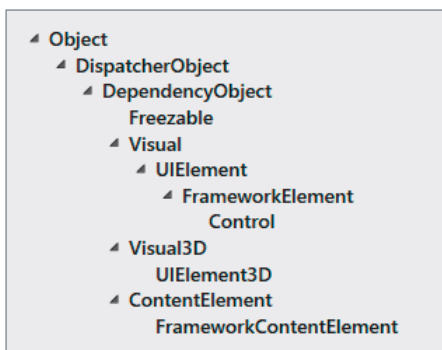 Object
DispatcherObject
DependencyObject
Freezable
Visual
UIElement
FrameworkElement
Control
Visual3D
UIElement3D
ContentElement
FrameworkContentElement